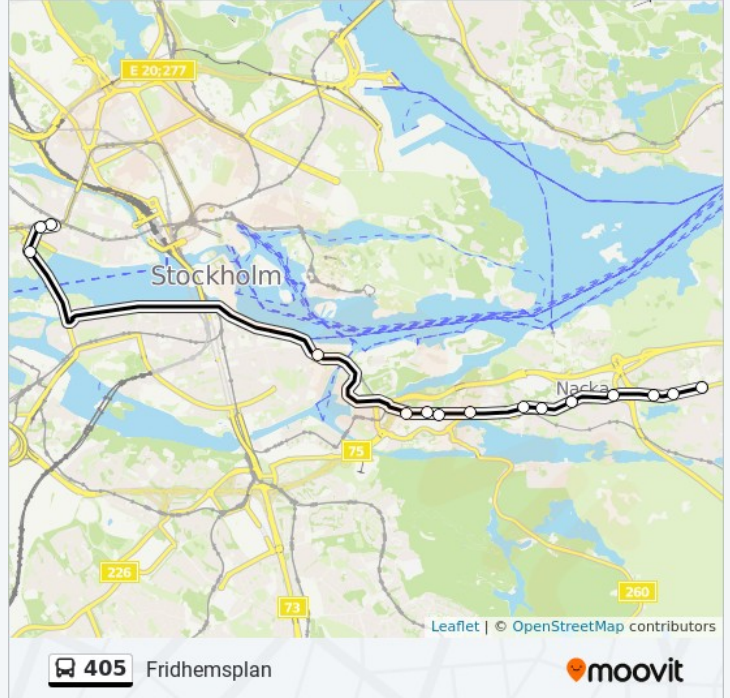 E 20;277
Stockholm
Nacka
75
226
260
73
Leaflet | © OpenStreetMap contributors
405 Fridhemsplan
moovit